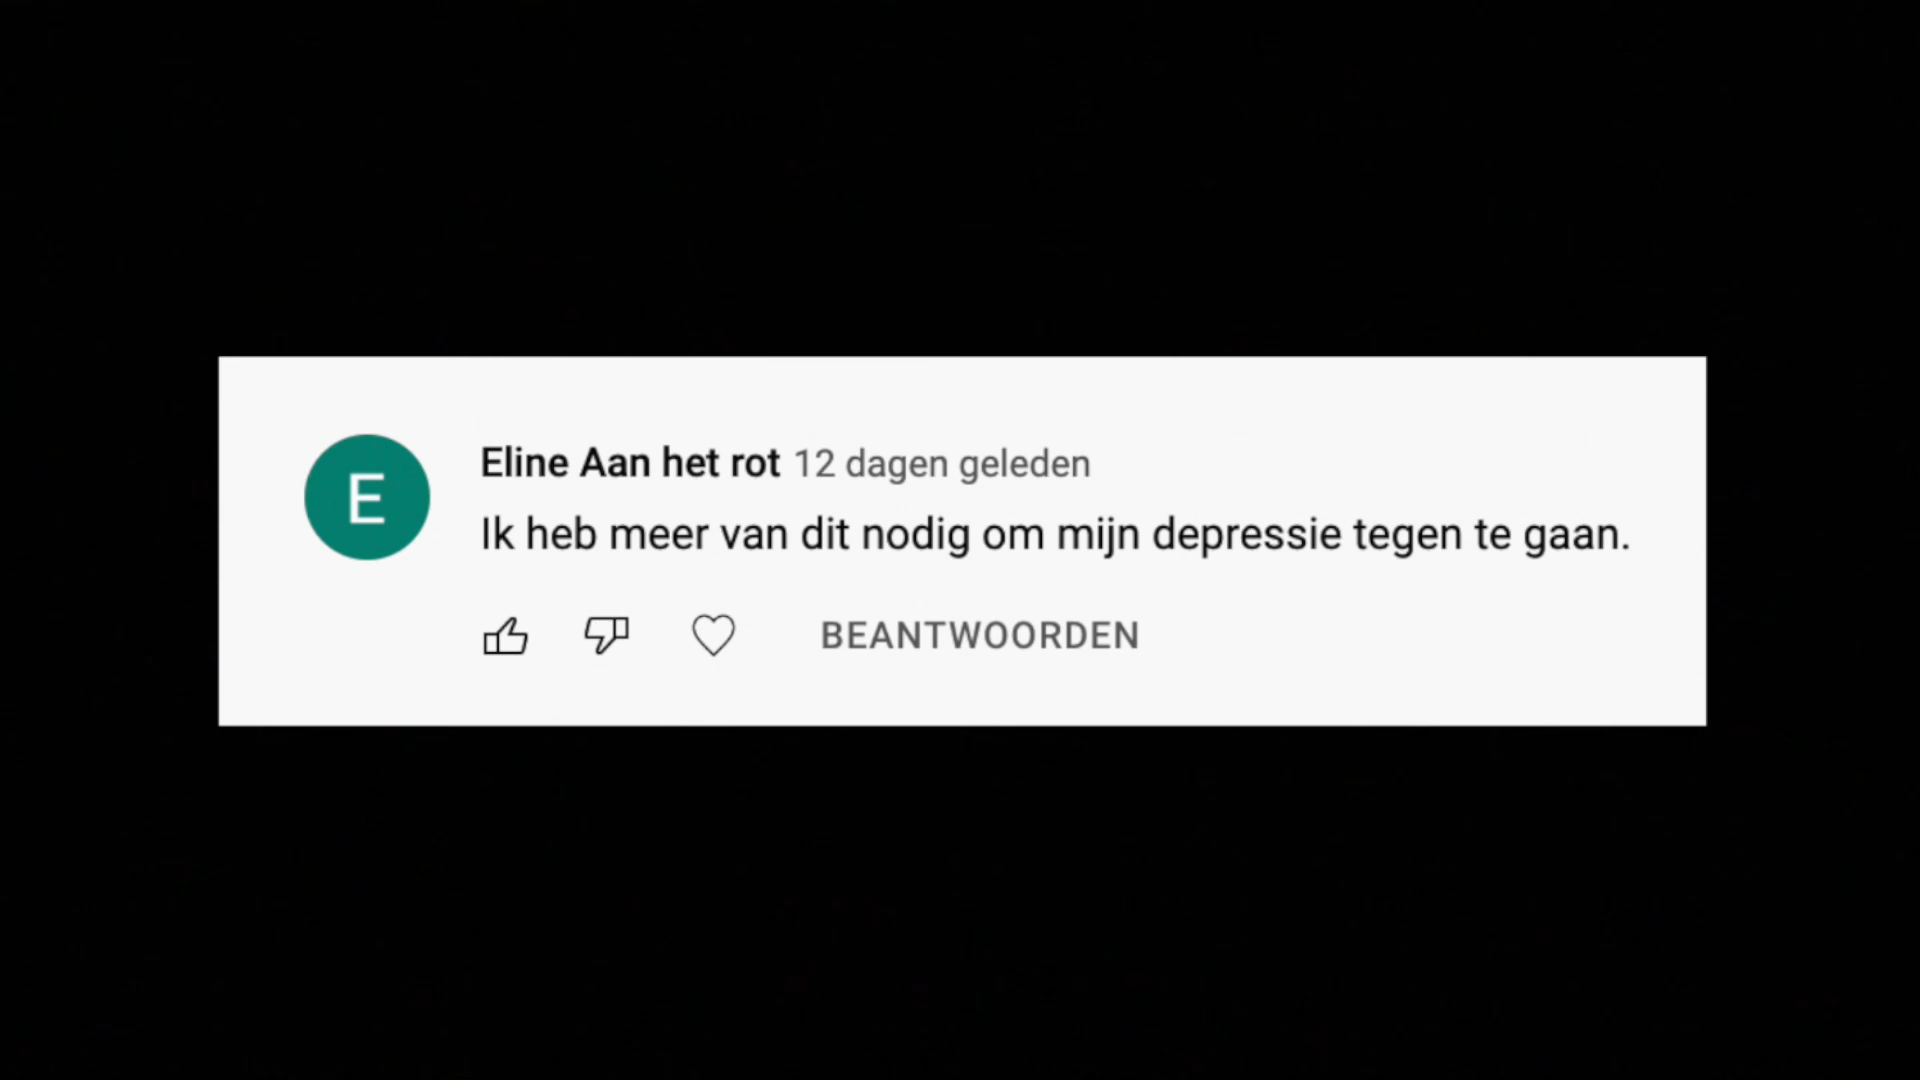 E
Eline Aan het rot 12 dagen geleden
Ik heb meer van dit nodig om mijn depressie tegen te gaan.
BEANTWOORDEN